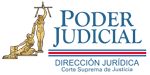 PODER
JUDICIAL
DIRECCIÓN JURÍDICA
Corte Suprema de Justicia